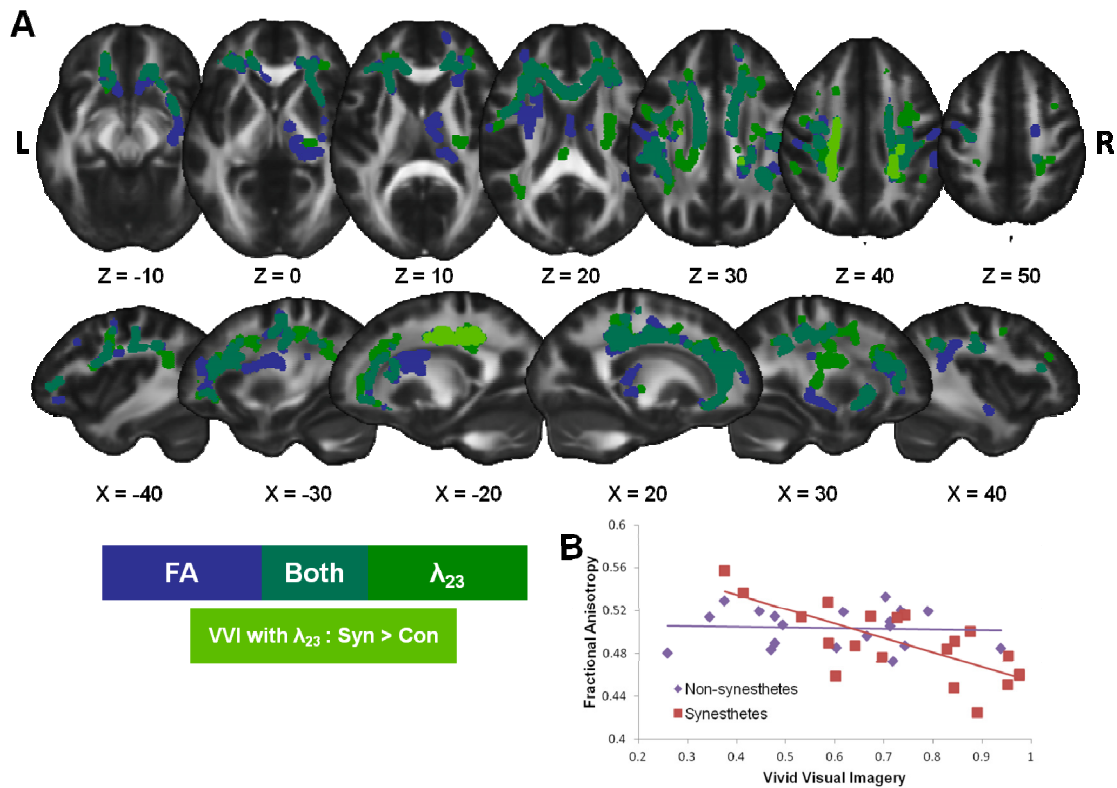 A
L
R
Z = -10 Z = 0 Z = 10 Z = 20 Z = 30 Z = 40 Z = 50
X = -40 X = -30 X = -20 X = 20 X = 30 X = 40
FA Both λ23
VVI with λ23 : Syn > Con
B
0.6
0.56
0.52
0.48
0.44
0.4
Fractional Anisotropy
Non-synesthetes
Synesthetes
0.2 0.3 0.4 0.5 0.6 0.7 0.8 0.9 1
Vivid Visual Imagery